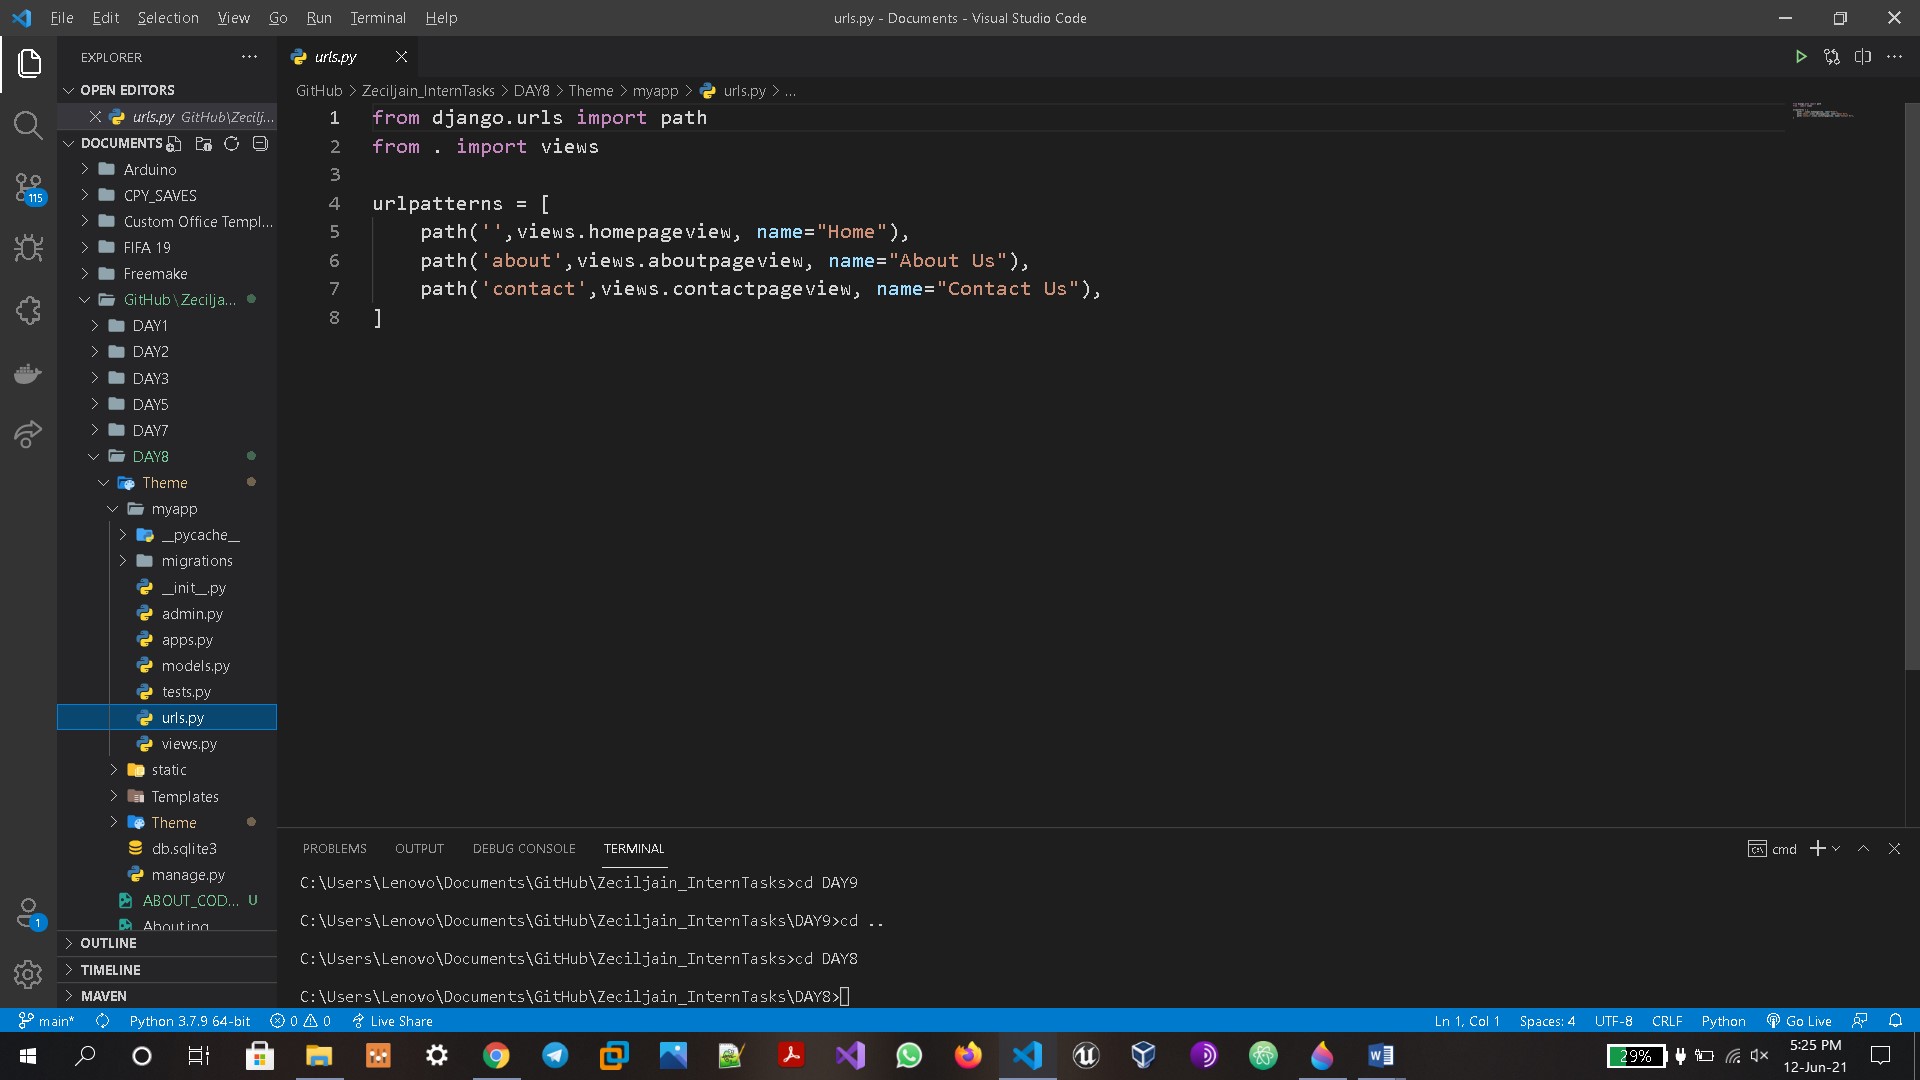 File Edit Selection View Go Run Terminal Help
urls.py - Documents - Visual Studio Code
EXPLORER
OPEN EDITORS
urls.py GitHub\Zecilj...
DOCUMENTS
Arduino
CPY_SAVES
Custom Office Templ...
FIFA 19
Freemake
GitHub \ Zecilja...
DAY1
DAY2
DAY3
DAY5
DAY7
DAY8
Theme
myapp
__pycache__
migrations
__init__.py
admin.py
apps.py
models.py
tests.py
urls.py
views.py
static
Templates
Theme
db.sqlite3
manage.py
ABOUT_COD... U
OUTLINE
TIMELINE
MAVEN
115
1
urls.py
GitHub > Zeciljain_InternTasks > DAY8 > Theme > myapp > urls.py > ...
1 from django.urls import path
2 from . import views
3
4 urlpatterns = [
5 path('',views.homepageview, name="Home"),
6 path('about',views.aboutpageview, name="About Us"),
7 path('contact',views.contactpageview, name="Contact Us"),
8 ]
PROBLEMS OUTPUT DEBUG CONSOLE TERMINAL
cmd
C:\Users\Lenovo\Documents\GitHub\Zeciljain_InternTasks>cd DAY9
C:\Users\Lenovo\Documents\GitHub\Zeciljain_InternTasks\DAY9>cd ..
C:\Users\Lenovo\Documents\GitHub\Zeciljain_InternTasks>cd DAY8
C:\Users\Lenovo\Documents\GitHub\Zeciljain_InternTasks\DAY8>
main* Python 3.7.9 64-bit 0 0 Live Share
Ln 1, Col 1 Spaces: 4 UTF-8 CRLF Python Go Live
29%
5:25 PM
12-Jun-21